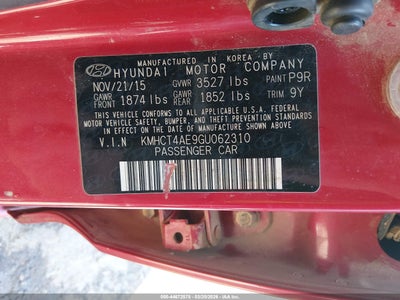 MANUFACTURED IN KOREA BY
HYUNDAI MOTOR COMPANY
NOV/21/15 GVWR 3527 lbs PAINT P9R
GAWR FRONT 1874 lbs GAWR REAR 1852 lbs TRIM 9Y
THIS VEHICLE CONFORMS TO ALL APPLICABLE U.S.A. FEDERAL
MOTOR VEHICLE SAFETY, BUMPER, AND THEFT PREVENTION
STANDARDS IN EFFECT ON THE DATE OF MANUFACTURE SHOWN ABOVE.
V.I.N KMHCT4AE9GU062310
PASSENGER CAR